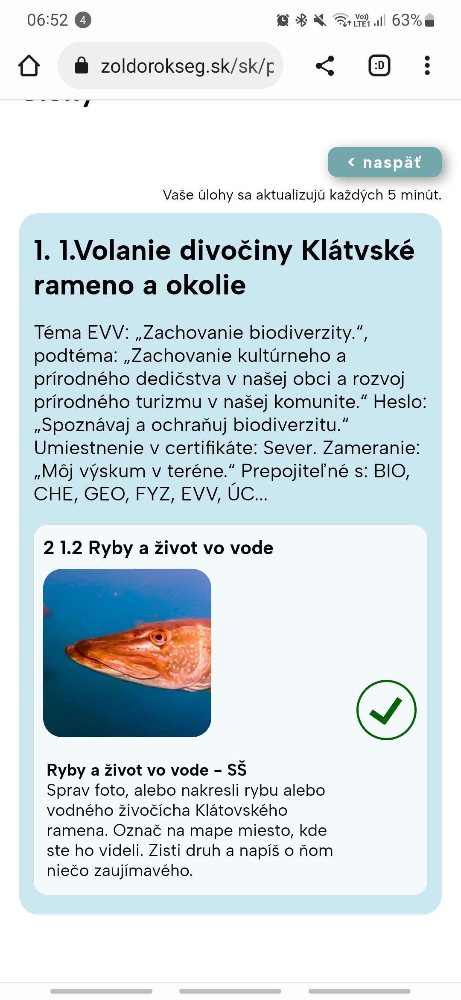 06:52 4 Vo)) LTE1 63%
zoldorokseg.sk/sk/p :D
< naspäť
Vaše úlohy sa aktualizujú každých 5 minút.
1. 1.Volanie divočiny Klátvské
rameno a okolie
Téma EVV: „Zachovanie biodiverzity.“,
podtéma: „Zachovanie kultúrneho a
prírodného dedičstva v našej obci a rozvoj
prírodného turizmu v našej komunite.“ Heslo:
„Spoznávaj a ochraňuj biodiverzitu.“
Umiestnenie v certifikáte: Sever. Zameranie:
„Môj výskum v teréne.“ Prepojiteľné s: BIO,
CHE, GEO, FYZ, EVV, ÚC...
2 1.2 Ryby a život vo vode
Ryby a život vo vode - SŠ
Sprav foto, alebo nakresli rybu alebo
vodného živočícha Klátovského
ramena. Označ na mape miesto, kde
ste ho videli. Zisti druh a napíš o ňom
niečo zaujímavého.